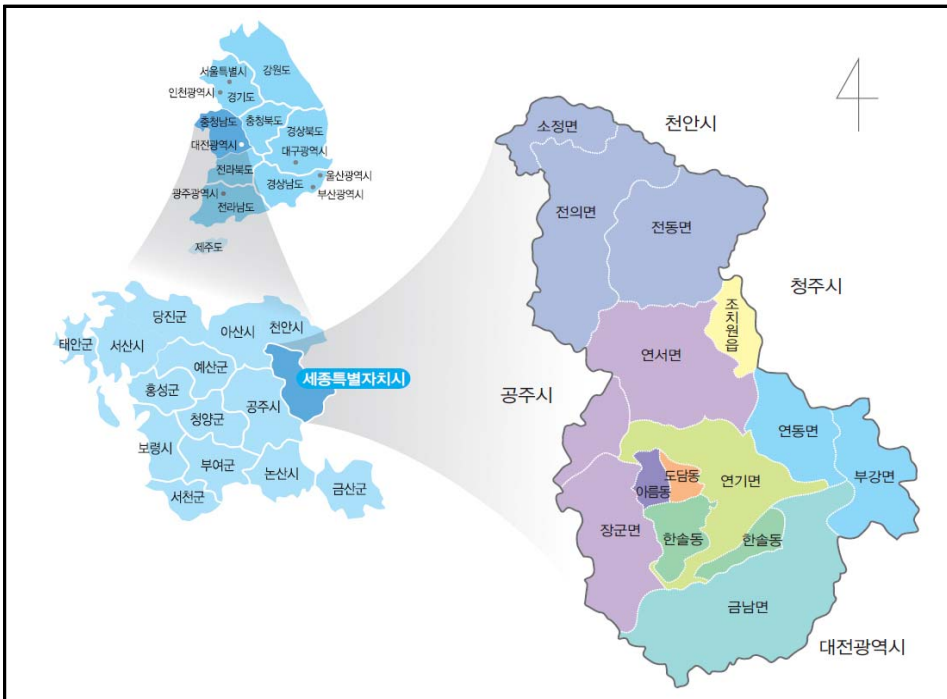 서울특별시
강원도
인천광역시
경기도
충청남도
충청북도
대전광역시
경상북도
대구광역시
전라북도
경상남도
울산광역시
부산광역시
광주광역시
전라남도
제주도
당진군
아산시
천안시
태안군
서산시
예산군
세종특별자치시
홍성군
공주시
청양군
보령시
부여군
논산시
금산군
서천군
소정면
천안시
전의면
전동면
청주시
조치원읍
연서면
공주시
연동면
도담동
연기면
부강면
아름동
장군면
한솔동
한솔동
금남면
대전광역시